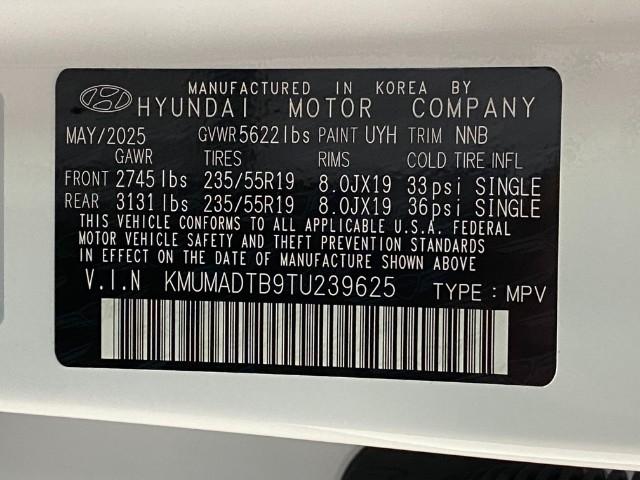 MANUFACTURED IN KOREA BY
HYUNDAI MOTOR COMPANY
MAY/2025 GVWR 5622 lbs PAINT UYH TRIM NNB
GAWR TIRES RIMS COLD TIRE INFL
FRONT 2745 lbs 235/55R19 8.0JX19 33 psi SINGLE
REAR 3131 lbs 235/55R19 8.0JX19 36 psi SINGLE
THIS VEHICLE CONFORMS TO ALL APPLICABLE U.S.A. FEDERAL
MOTOR VEHICLE SAFETY AND THEFT PREVENTION STANDARDS
IN EFFECT ON THE DATE OF MANUFACTURE SHOWN ABOVE
V.I.N KMUMADTB9TU239625 TYPE : MPV